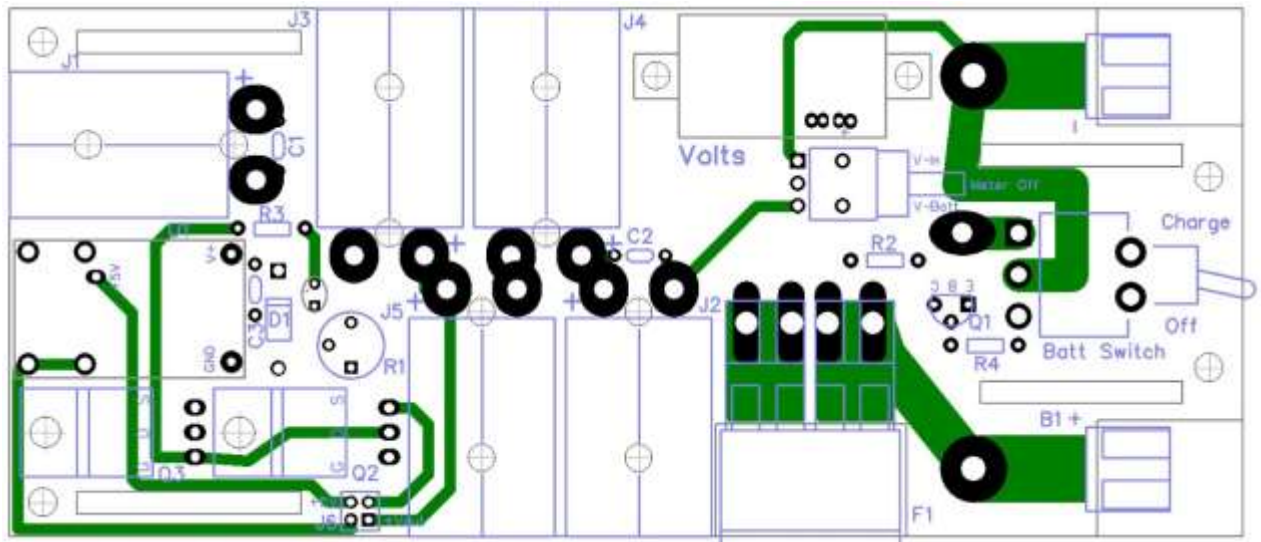 J3
J4
J1
+
C1
Volts
+
V-In
Meter Off
V-Batt
Charge
R3
U1
V+
5V
+
+
C2
R2
+
+
J5
J2
C3
D1
C B E
Q1
Off
GND
R1
R4
Batt Switch
S
D
G
S
G
B1 +
Q3
Q2
J6
F1